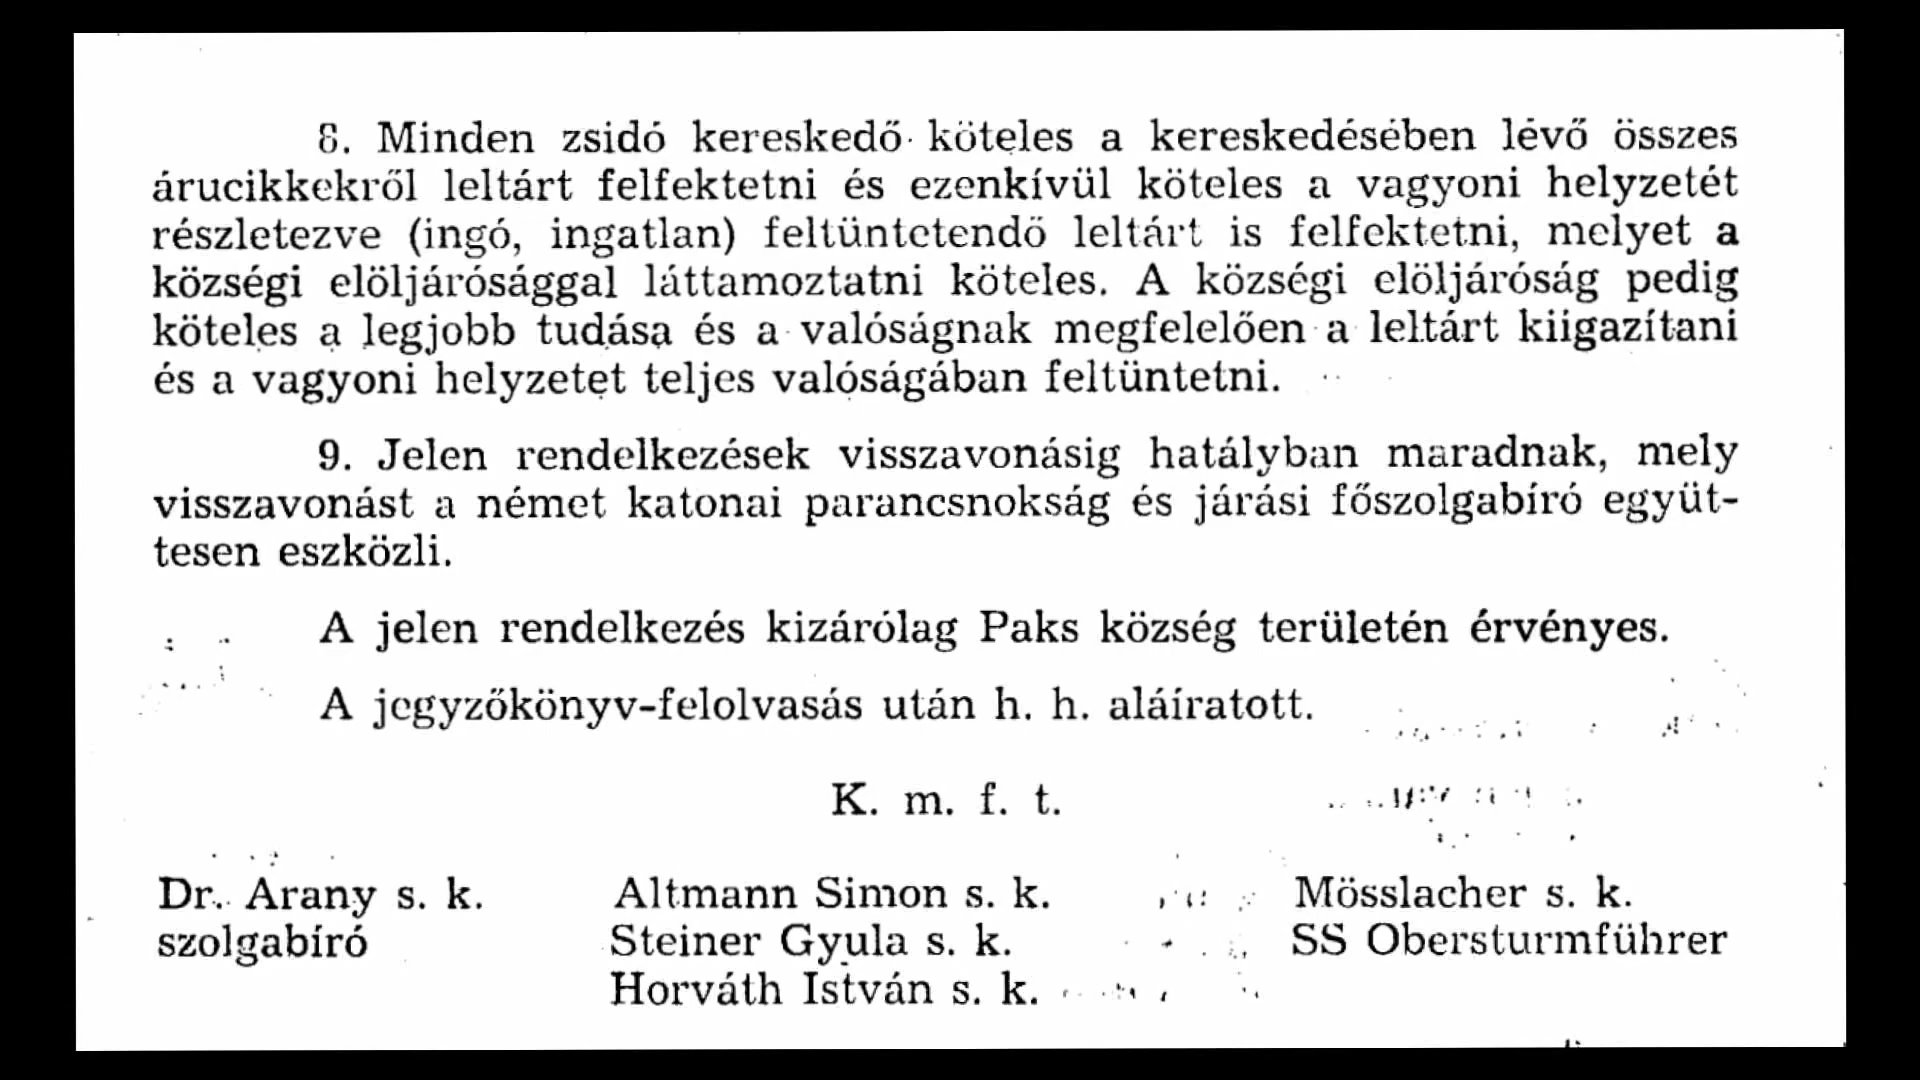 8. Minden zsidó kereskedő köteles a kereskedésében lévő összes
árucikkekről leltárt felfektetni és ezenkívül köteles a vagyoni helyzetét
részletezve (ingó, ingatlan) feltüntetendő leltárt is felfektetni, melyet a
községi elöljárósággal láttamoztatni köteles. A községi elöljáróság pedig
köteles a legjobb tudása és a valóságnak megfelelően a leltárt kiigazítani
és a vagyoni helyzetet teljes valóságában feltüntetni.
9. Jelen rendelkezések visszavonásig hatályban maradnak, mely
visszavonást a német katonai parancsnokság és járási főszolgabíró együt-
tesen eszközli.
A jelen rendelkezés kizárólag Paks község területén érvényes.
A jegyzőkönyv-felolvasás után h. h. aláíratott.
K. m. f. t.
Dr. Arany s. k. Altmann Simon s. k. Mösslacher s. k.
szolgabíró Steiner Gyula s. k. SS Obersturmführer
Horváth István s. k.